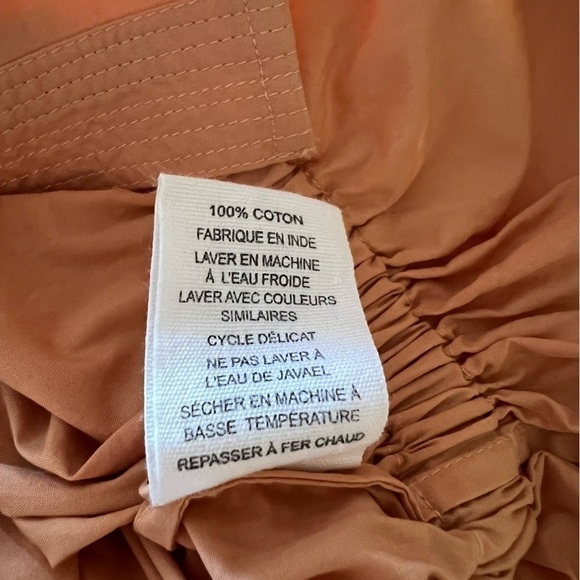 100% COTON
FABRIQUE EN INDE
LAVER EN MACHINE
À L'EAU FROIDE
LAVER AVEC COULEURS
SIMILAIRES
CYCLE DÉLICAT
NE PAS LAVER À
L'EAU DE JAVAEL
SÉCHER EN MACHINE À
BASSE TEMPÉRATURE
REPASSER À FER CHAUD